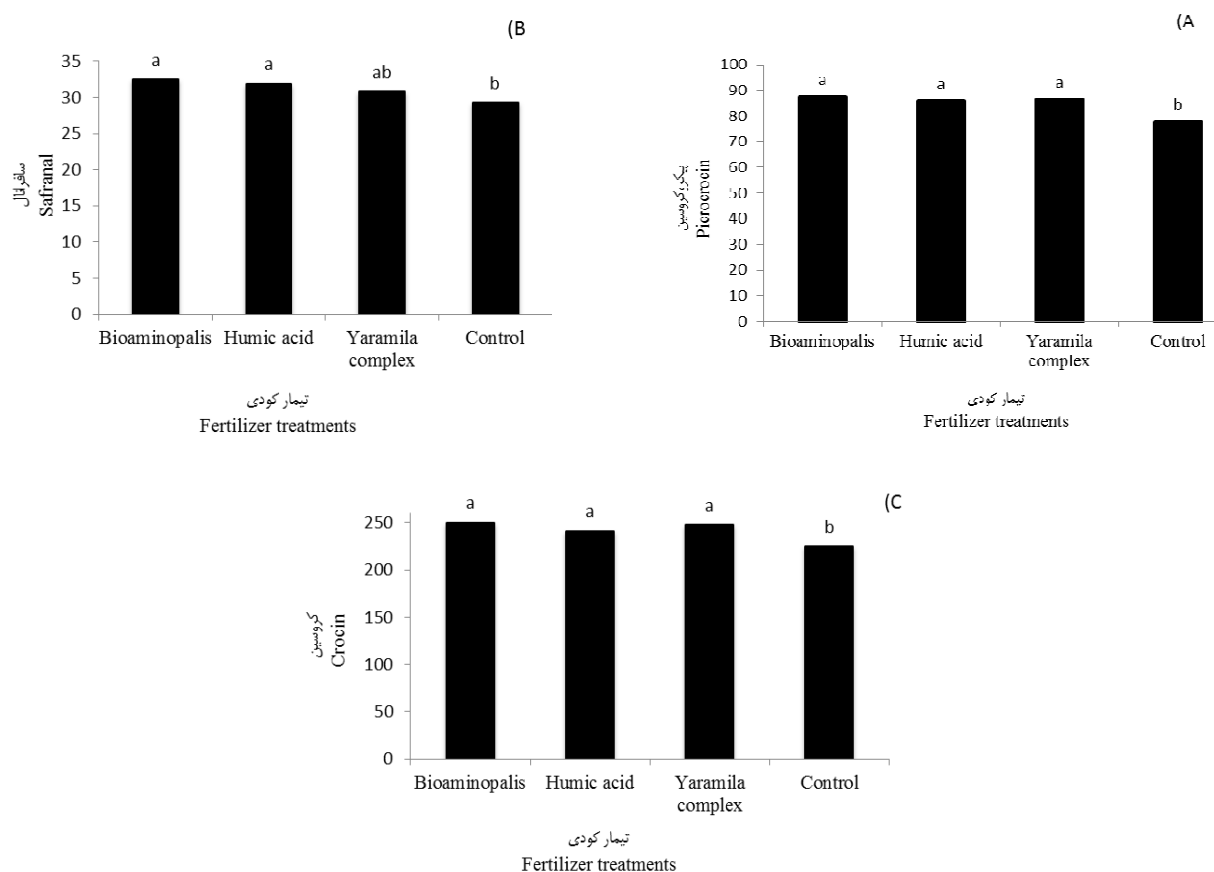 (B
35
30
25
20
15
10
5
0
a
a
ab
b
سافرانال
Safranal
Bioaminopalis
Humic acid
Yaramila
complex
Control
تیمار کودی
Fertilizer treatments
(A
100
90
80
70
60
50
40
30
20
10
0
a
a
a
b
پیکروکروسین
Picrocrocin
Bioaminopalis
Humic acid
Yaramila
complex
Control
تیمار کودی
Fertilizer treatments
(C
250
200
150
100
50
0
a
a
a
b
کروسین
Crocin
Bioaminopalis
Humic acid
Yaramila
complex
Control
تیمار کودی
Fertilizer treatments